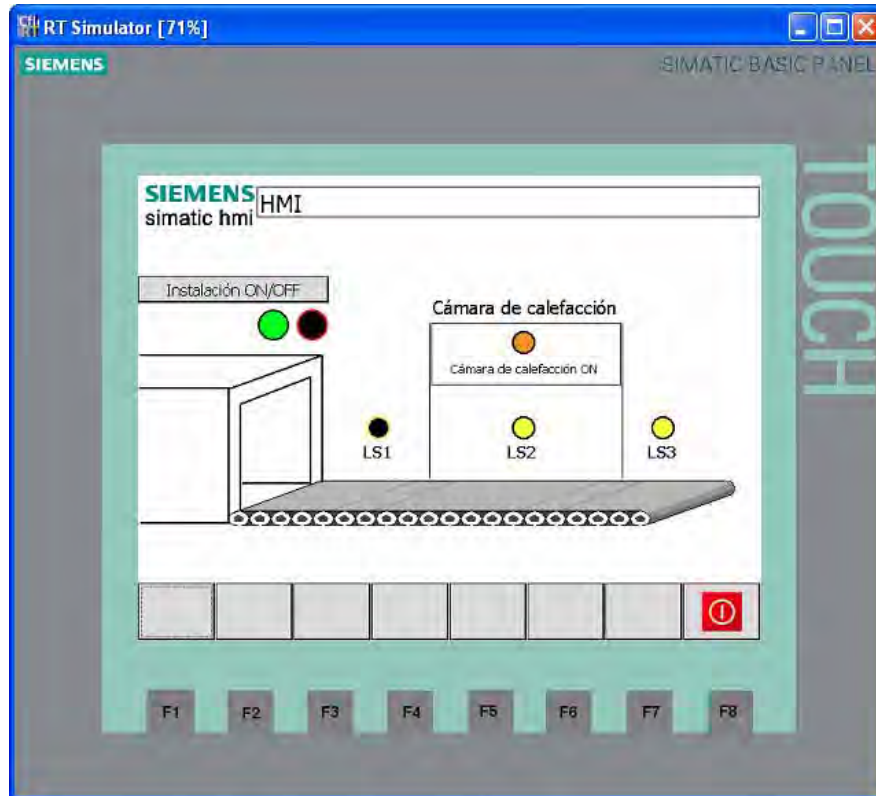 RT Simulator [71%]
SIEMENS
SIMATIC BASIC PANEL
TOUCH
SIEMENS
simatic hmi
HMI
Instalación ON/OFF
Cámara de calefacción
Cámara de calefacción ON
LS1
LS2
LS3
F1 F2 F3 F4 F5 F6 F7 F8